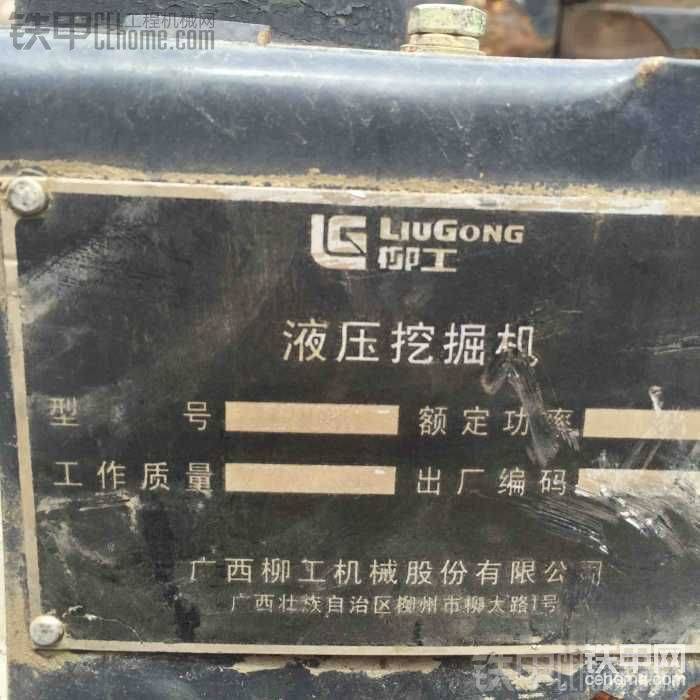 铁甲工程机械网
cehome.com
LG LIUGONG
柳工
液压挖掘机
型号 额定功率
工作质量 出厂编码
广西柳工机械股份有限公司
广西壮族自治区柳州市柳太路1号
铁甲网
cehome.com